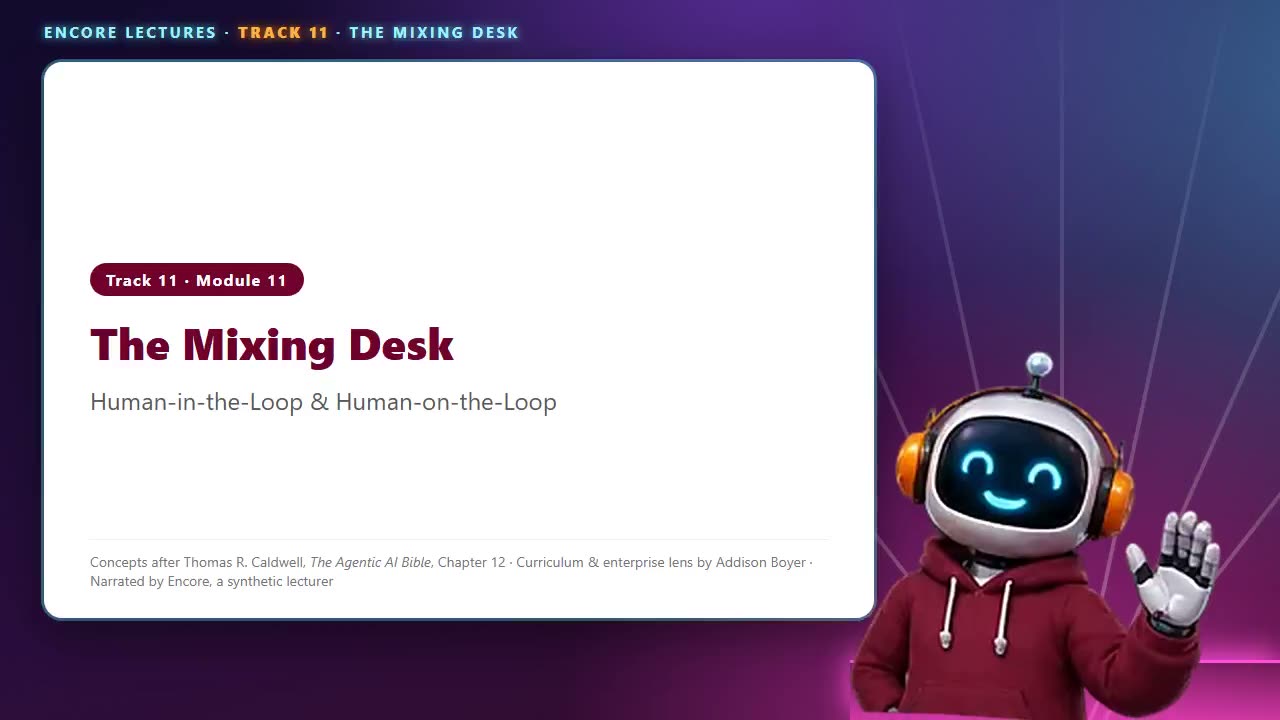 ENCORE LECTURES · TRACK 11 · THE MIXING DESK
Track 11 · Module 11
The Mixing Desk
Human-in-the-Loop & Human-on-the-Loop
Concepts after Thomas R. Caldwell, The Agentic AI Bible, Chapter 12 · Curriculum & enterprise lens by Addison Boyer ·
Narrated by Encore, a synthetic lecturer